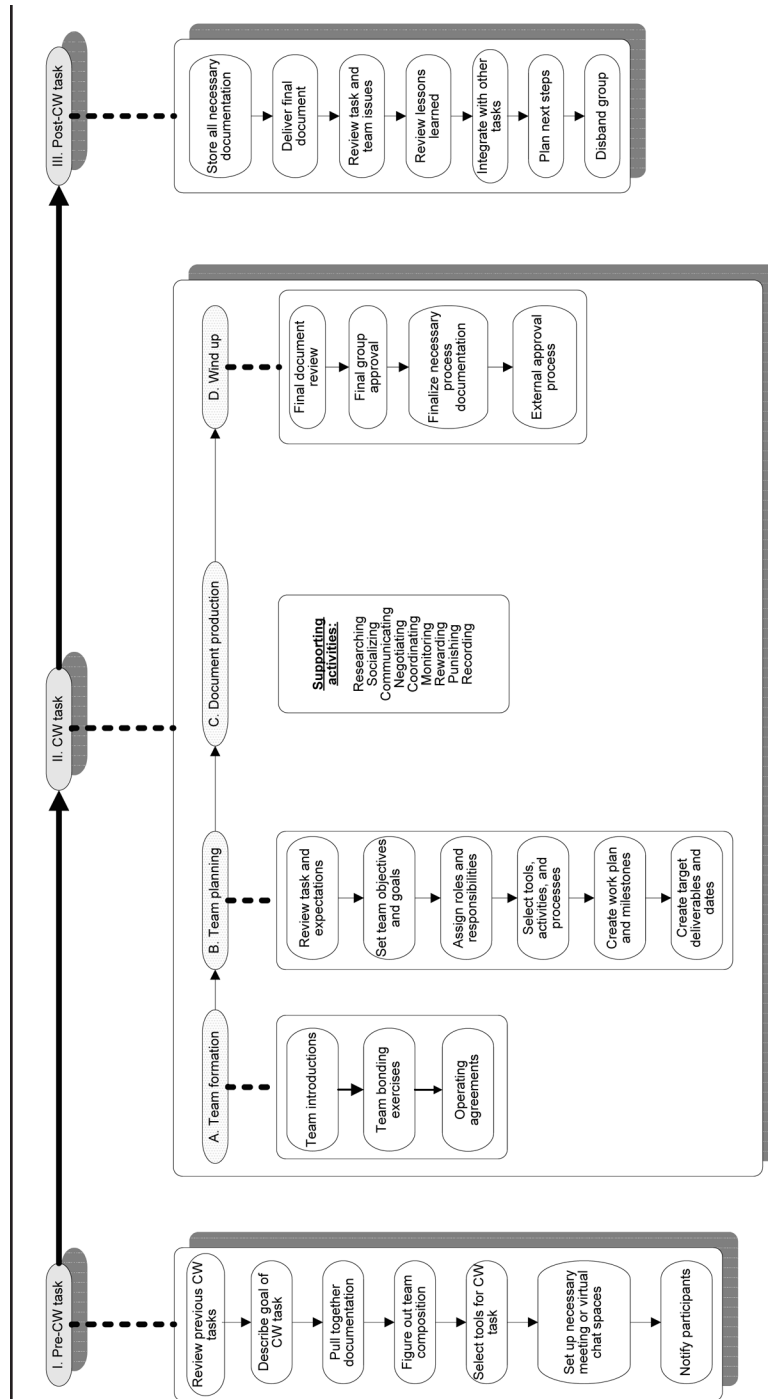 I. Pre-CW task
Review previous CW
tasks
Describe goal of
CW task
Pull together
documentation
Figure out team
composition
Select tools for CW
task
Set up necessary
meeting or virtual
chat spaces
Notify participants
II. CW task
A. Team formation
Team introductions
Team bonding
exercises
Operating
agreements
B. Team planning
Review task and
expectations
Set team objectives
and goals
Assign roles and
responsibilities
Select tools,
activities, and
processes
Create work plan
and milestones
Create target
deliverables and
dates
C. Document production
Supporting
activities:
Researching
Socializing
Communicating
Negotiating
Coordinating
Monitoring
Rewarding
Punishing
Recording
D. Wind up
Final document
review
Final group
approval
Finalize necessary
process
documentation
External approval
process
III. Post-CW task
Store all necessary
documentation
Deliver final
document
Review task and
team issues
Review lessons
learned
Integrate with other
tasks
Plan next steps
Disband group